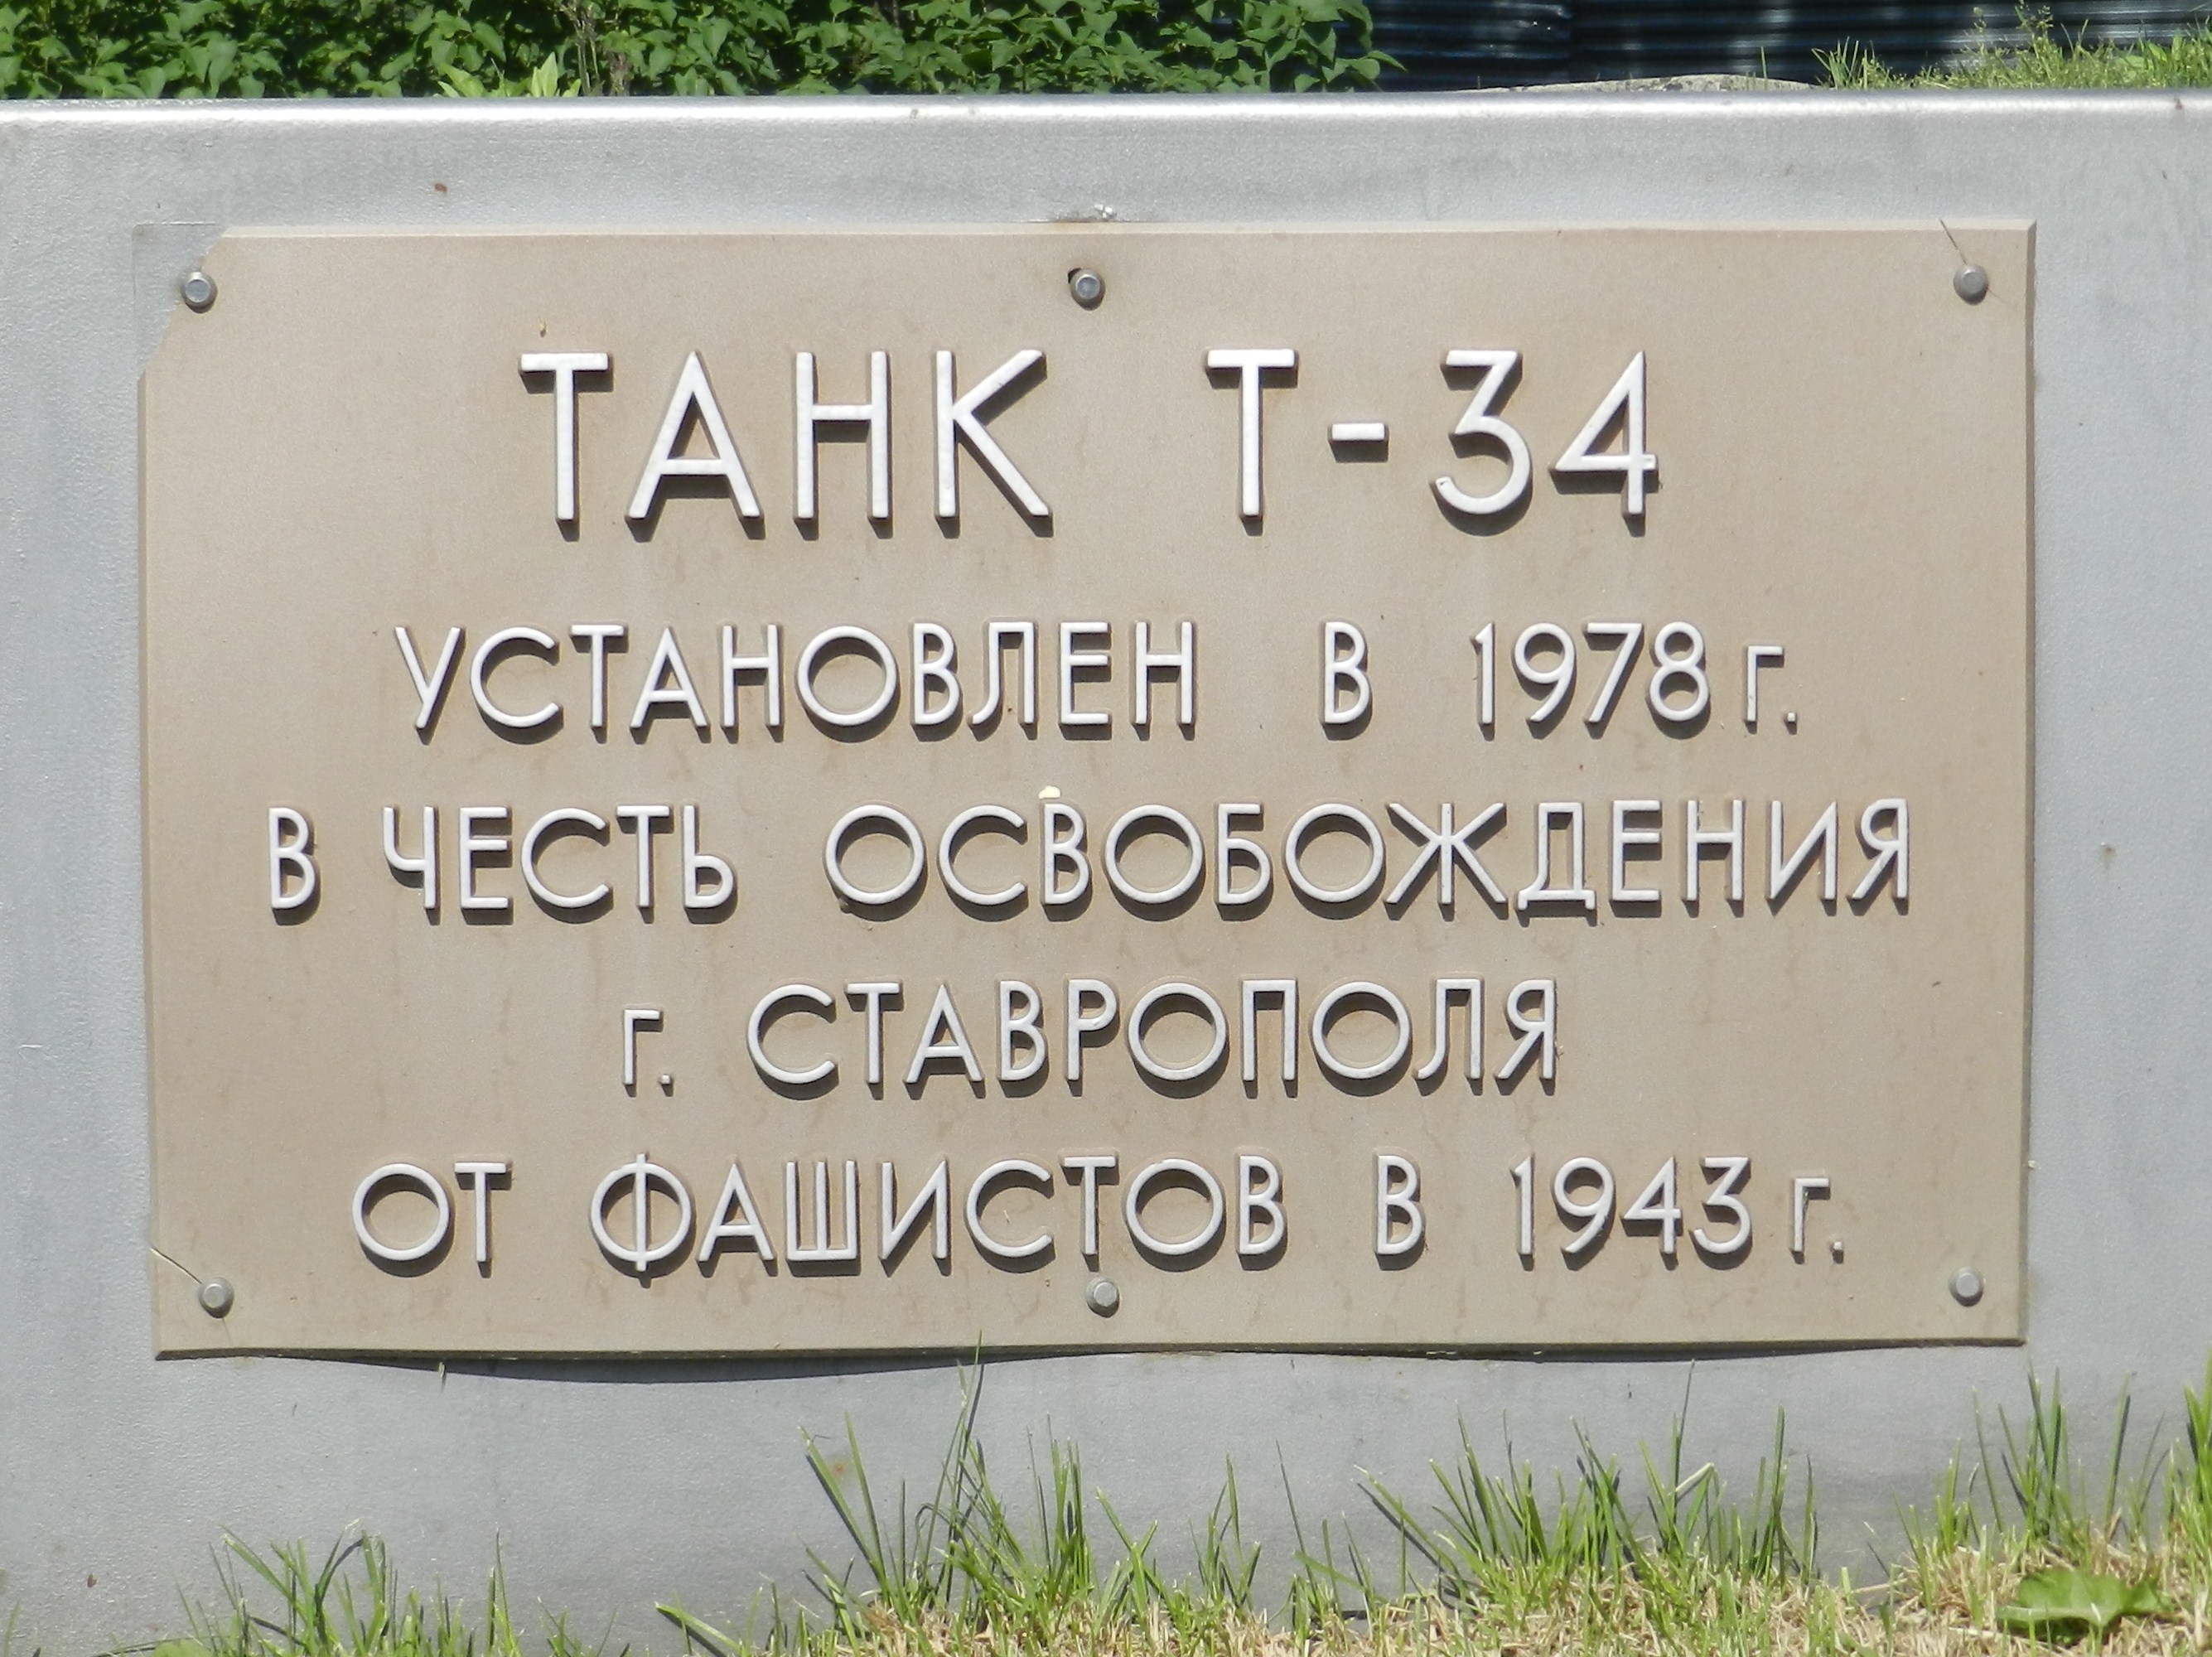 ТАНК Т-34
УСТАНОВЛЕН В 1978 г.
В ЧЕСТЬ ОСВОБОЖДЕНИЯ
г. СТАВРОПОЛЯ
ОТ ФАШИСТОВ В 1943 г.